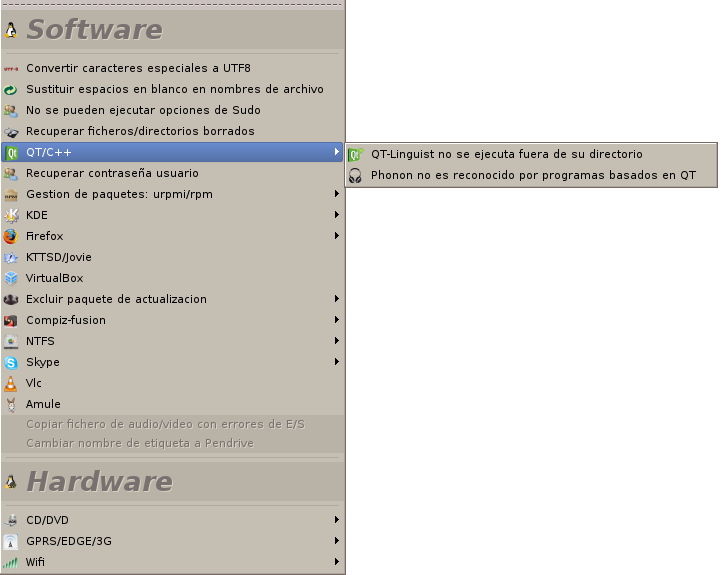 Software
UTF-8
Convertir caracteres especiales a UTF8
Sustituir espacios en blanco en nombres de archivo
No se pueden ejecutar opciones de Sudo
Recuperar ficheros/directorios borrados
Qt
QT/C++
QT-Linguist no se ejecuta fuera de su directorio
Phonon no es reconocido por programas basados en QT
Recuperar contraseña usuario
Gestion de paquetes: urpmi/rpm
KDE
Firefox
KTTSD/Jovie
VirtualBox
Excluir paquete de actualizacion
Compiz-fusion
NTFS
Skype
Vlc
Amule
Copiar fichero de audio/video con errores de E/S
Cambiar nombre de etiqueta a Pendrive
Hardware
CD/DVD
GPRS/EDGE/3G
Wifi